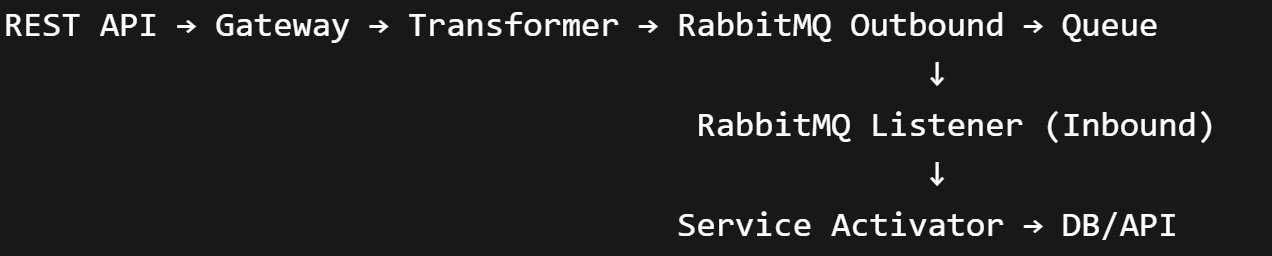 REST API → Gateway → Transformer → RabbitMQ Outbound → Queue
↓
RabbitMQ Listener (Inbound)
↓
Service Activator → DB/API